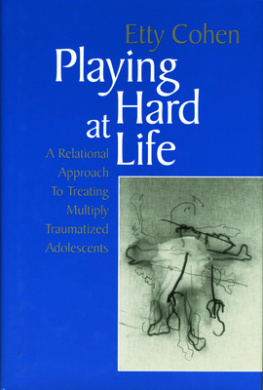 Etty Cohen
Playing
Hard
at Life
A Relational
Approach
To Treating
Multiply
Traumatized
Adolescents